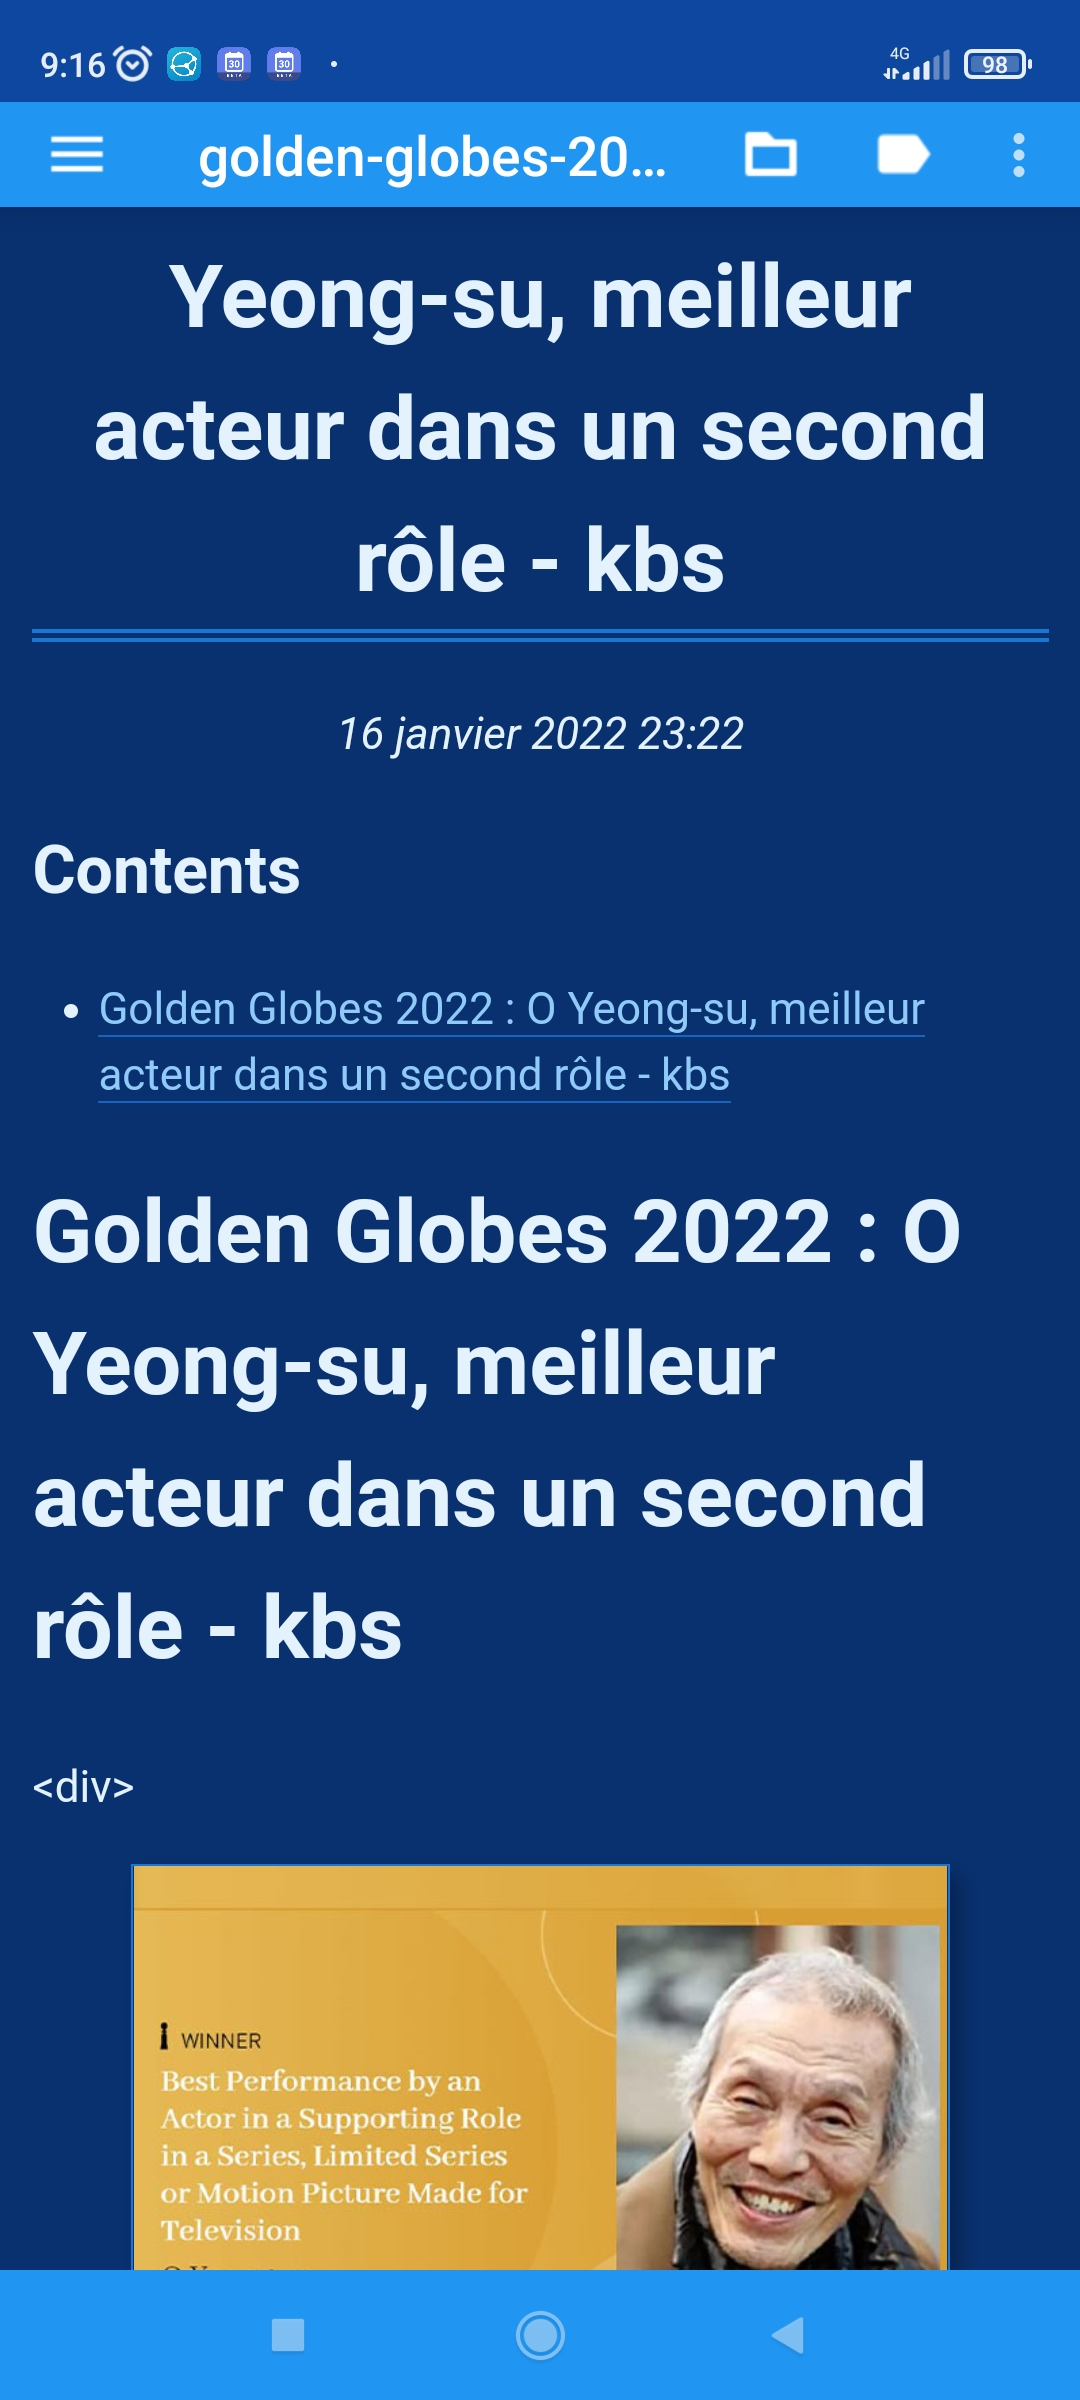 9:16
4G
98
golden-globes-20...
Yeong-su, meilleur
acteur dans un second
rôle - kbs
16 janvier 2022 23:22
Contents
• Golden Globes 2022 : O Yeong-su, meilleur
acteur dans un second rôle - kbs
Golden Globes 2022 : O
Yeong-su, meilleur
acteur dans un second
rôle - kbs
<div>
WINNER
Best Performance by an
Actor in a Supporting Role
in a Series, Limited Series
or Motion Picture Made for
Television